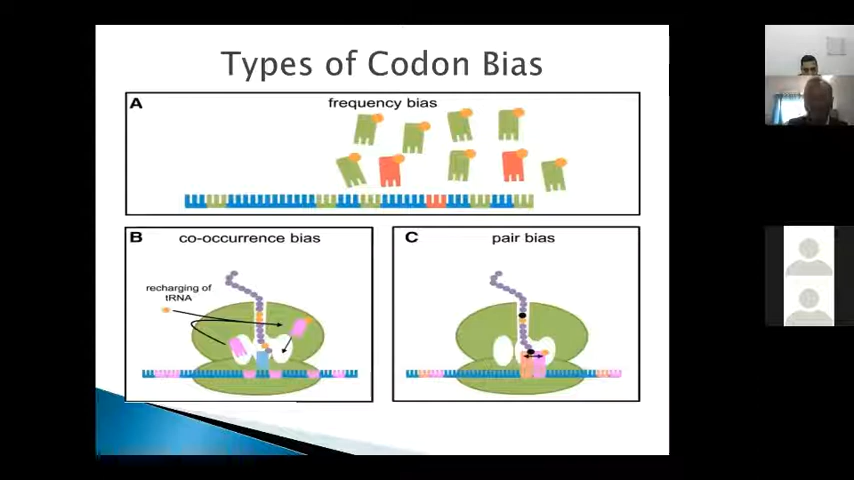 Types of Codon Bias
A
frequency bias
B
co-occurrence bias
recharging of
tRNA
C
pair bias